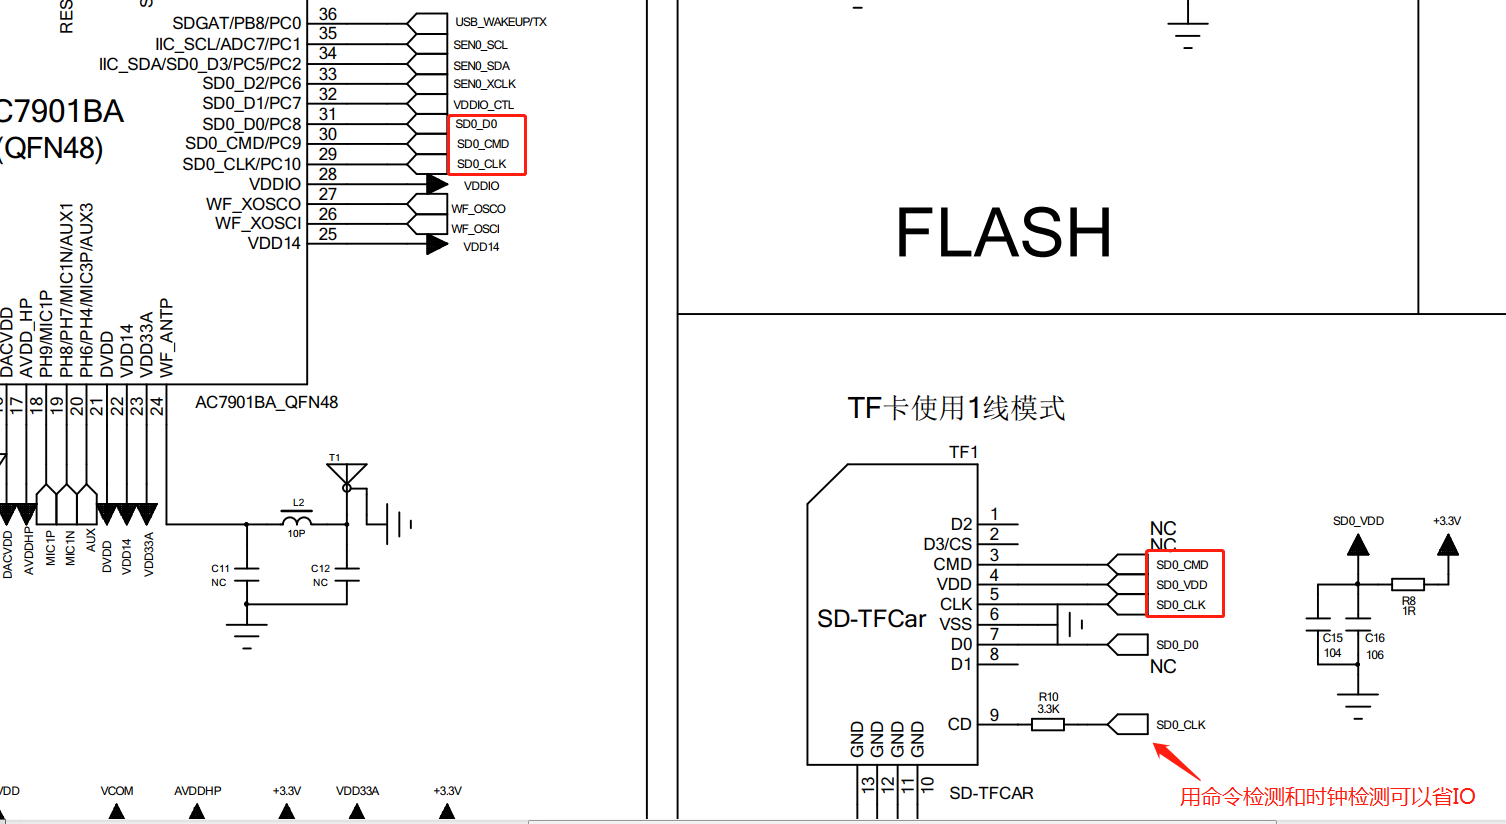 RES
SDGAT/PB8/PC0
36
USB_WAKEUP/TX
IIC_SCL/ADC7/PC1
35
SEN0_SCL
IIC_SDA/SD0_D3/PC5/PC2
34
SEN0_SDA
SD0_D2/PC6
33
SEN0_XCLK
SD0_D1/PC7
32
VDDIO_CTL
SD0_D0/PC8
31
SD0_D0
SD0_CMD/PC9
30
SD0_CMD
SD0_CLK/PC10
29
SD0_CLK
VDDIO
28
VDDIO
WF_XOSCO
27
WF_OSCO
WF_XOSCI
26
WF_OSCI
VDD14
25
VDD14
C7901BA
(QFN48)
DACVDD
AVDD_HP
PH9/MIC1P
PH8/PH7/MIC1N/AUX1
PH6/PH4/MIC3P/AUX3
DVDD
VDD14
VDD33A
WF_ANTP
17
18
19
20
21
22
23
24
AC7901BA_QFN48
DACVDD
AVDDHP
MIC1P
MIC1N
AUX
DVDD
VDD14
VDD33A
T1
L2
10P
C11
NC
C12
NC
VDD
VCOM
AVDDHP
+3.3V
VDD33A
+3.3V
FLASH
TF卡使用1线模式
TF1
SD-TFCar
D2
1
NC
D3/CS
2
NC
CMD
3
SD0_CMD
VDD
4
SD0_VDD
CLK
5
SD0_CLK
VSS
6
D0
7
SD0_D0
D1
8
NC
CD
9
R10
3.3K
SD0_CLK
GND
GND
GND
GND
13
12
11
10
SD-TFCAR
SD0_VDD
+3.3V
R8
1R
C15
104
C16
106
用命令检测和时钟检测可以省IO